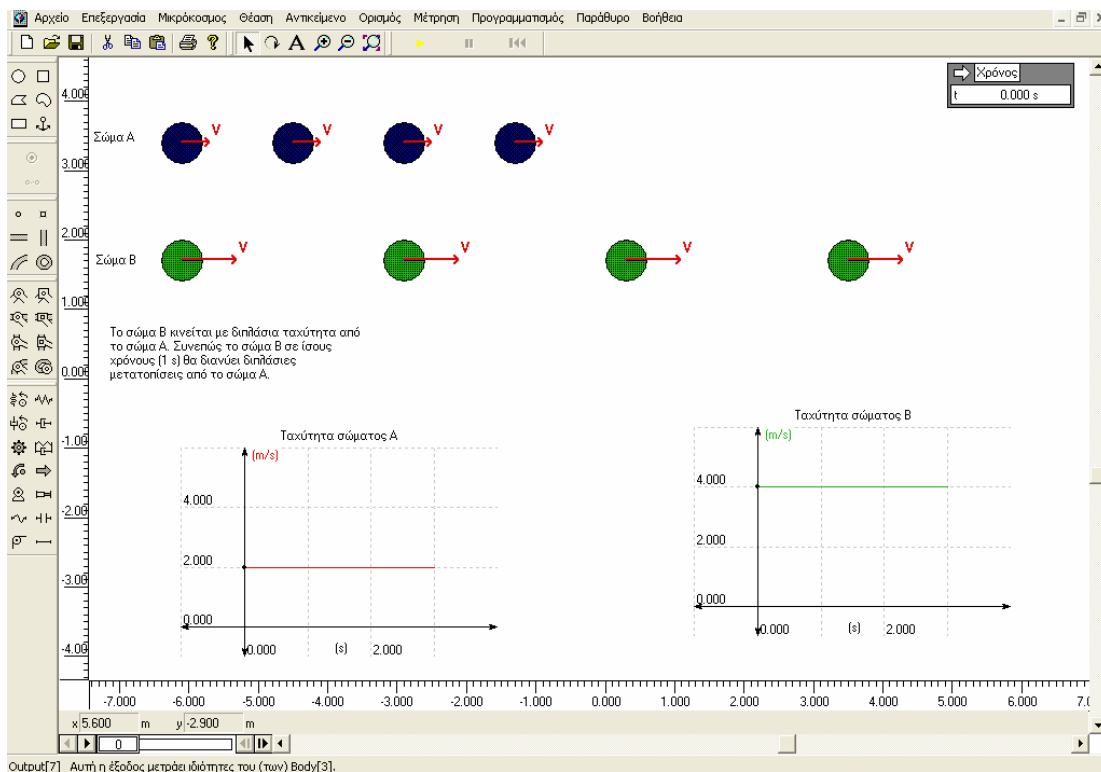 Αρχείο Επεξεργασία Μικρόκοσμος Θέαση Αντικείμενο Ορισμός Μέτρηση Προγραμματισμός Παράθυρο Βοήθεια
Χρόνος
t 0.000 s
4.000
Σώμα Α
V V V V
3.000
2.000
Σώμα Β
V V V V
1.000
Το σώμα Β κινείται με διπλάσια ταχύτητα από
το σώμα Α. Συνεπώς το σώμα Β σε ίσους
χρόνους (1 s) θα διανύει διπλάσιες
μετατοπίσεις από το σώμα Α.
0.000
-1.00
-2.00
-3.00
-4.00
Ταχύτητα σώματος Α
(m/s)
4.000
2.000
0.000
0.000 (s) 2.000
Ταχύτητα σώματος Β
(m/s)
4.000
2.000
0.000
0.000 (s) 2.000
-7.000 -6.000 -5.000 -4.000 -3.000 -2.000 -1.000 0.000 1.000 2.000 3.000 4.000 5.000 6.000 7.0
x 5.600 m y -2.900 m
0
Output[7] Αυτή η έξοδος μετράει ιδιότητες του (των) Body[3].